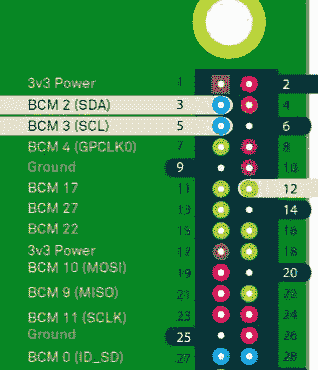 3v3 Power 1 2
BCM 2 (SDA) 3 4
BCM 3 (SCL) 5 6
BCM 4 (GPCLK0) 7 8
Ground 9 10
BCM 17 11 12
BCM 27 13 14
BCM 22 15 16
3v3 Power 17 18
BCM 10 (MOSI) 19 20
BCM 9 (MISO) 21 22
BCM 11 (SCLK) 23 24
Ground 25 26
BCM 0 (ID_SD) 27 28